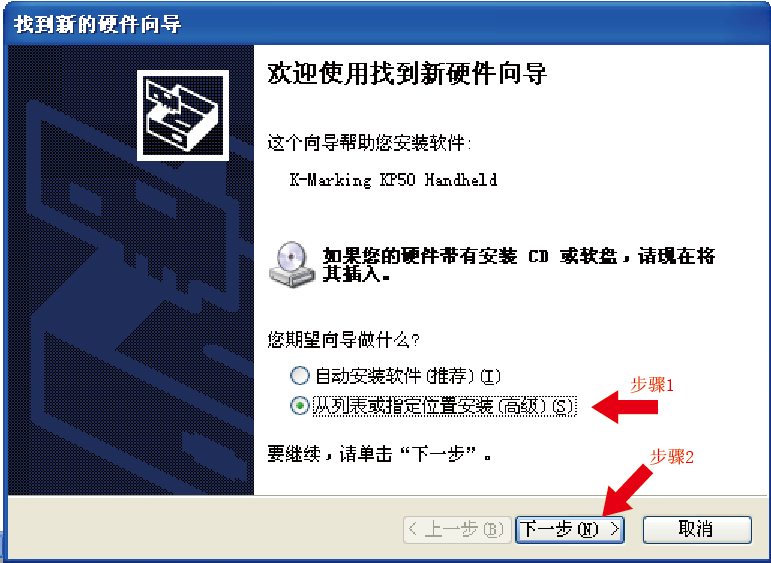 找到新的硬件向导
欢迎使用找到新硬件向导
这个向导帮助您安装软件:
K-Marking KP50 Handheld
如果您的硬件带有安装 CD 或软盘，请现在将
其插入。
您期望向导做什么?
自动安装软件(推荐)(I)
从列表或指定位置安装(高级)(S)
步骤1
要继续，请单击“下一步”。
步骤2
< 上一步(B)
下一步(N) >
取消